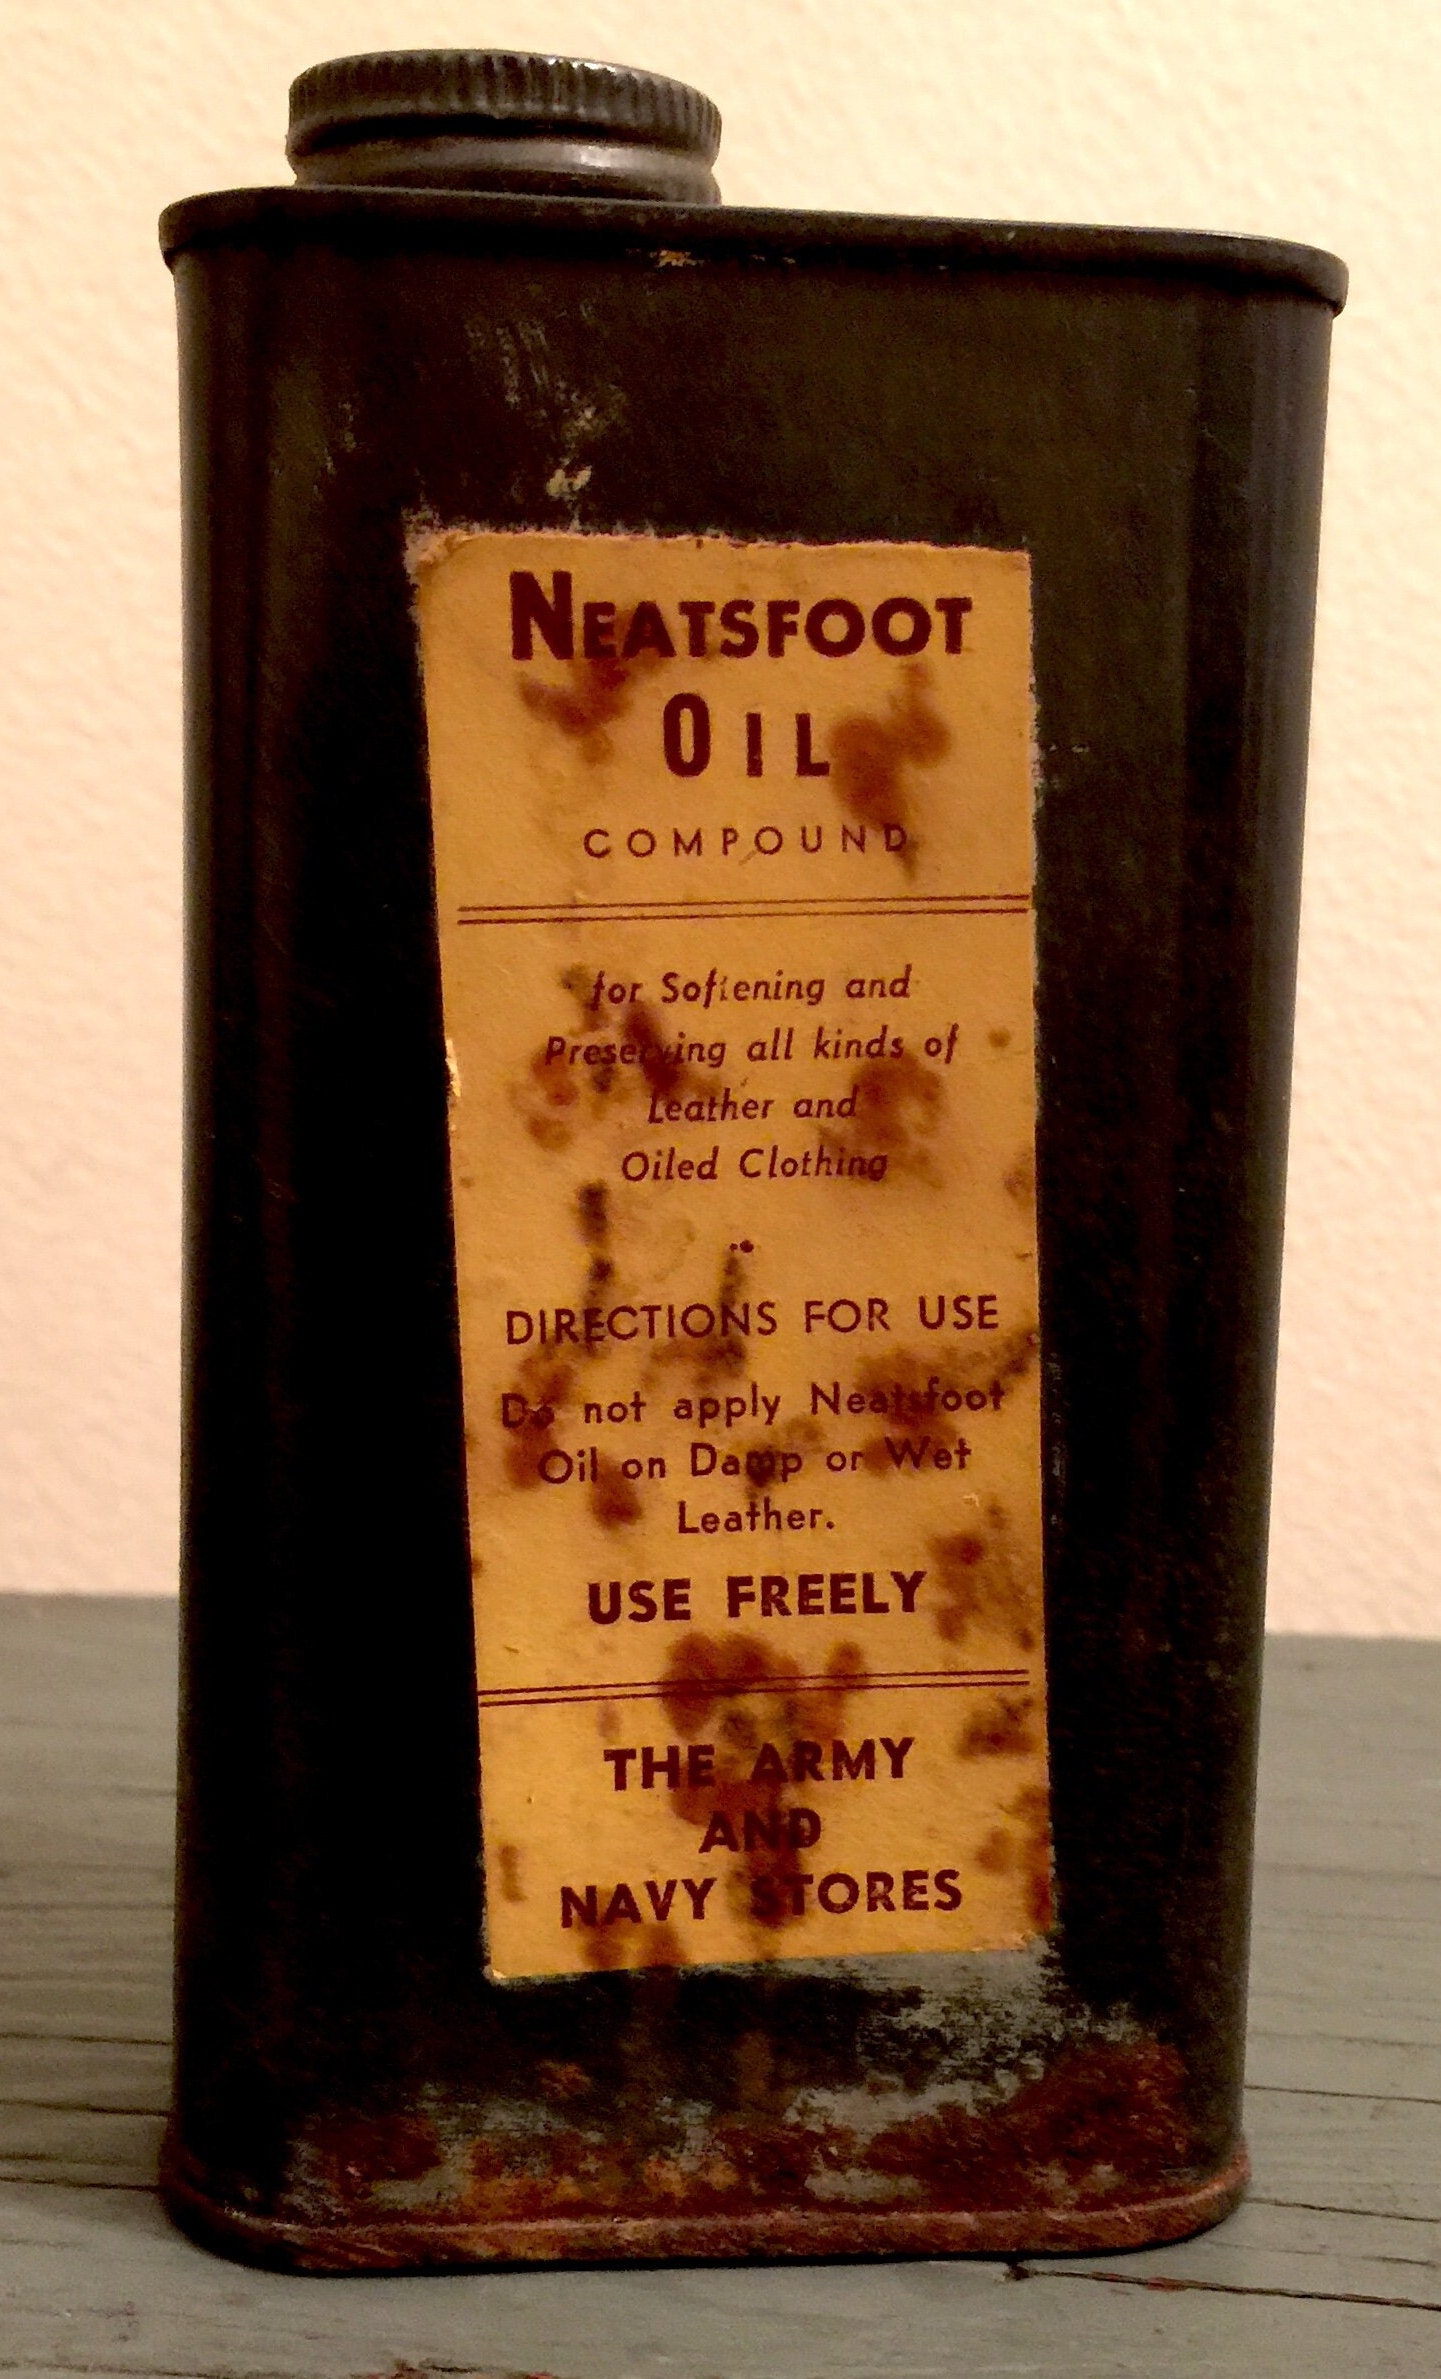 NEATSFOOT
OIL
COMPOUND
for Softening and
Preserving all kinds of
Leather and
Oiled Clothing
DIRECTIONS FOR USE
Do not apply Neatsfoot
Oil on Damp or Wet
Leather.
USE FREELY
THE ARMY
AND
NAVY STORES